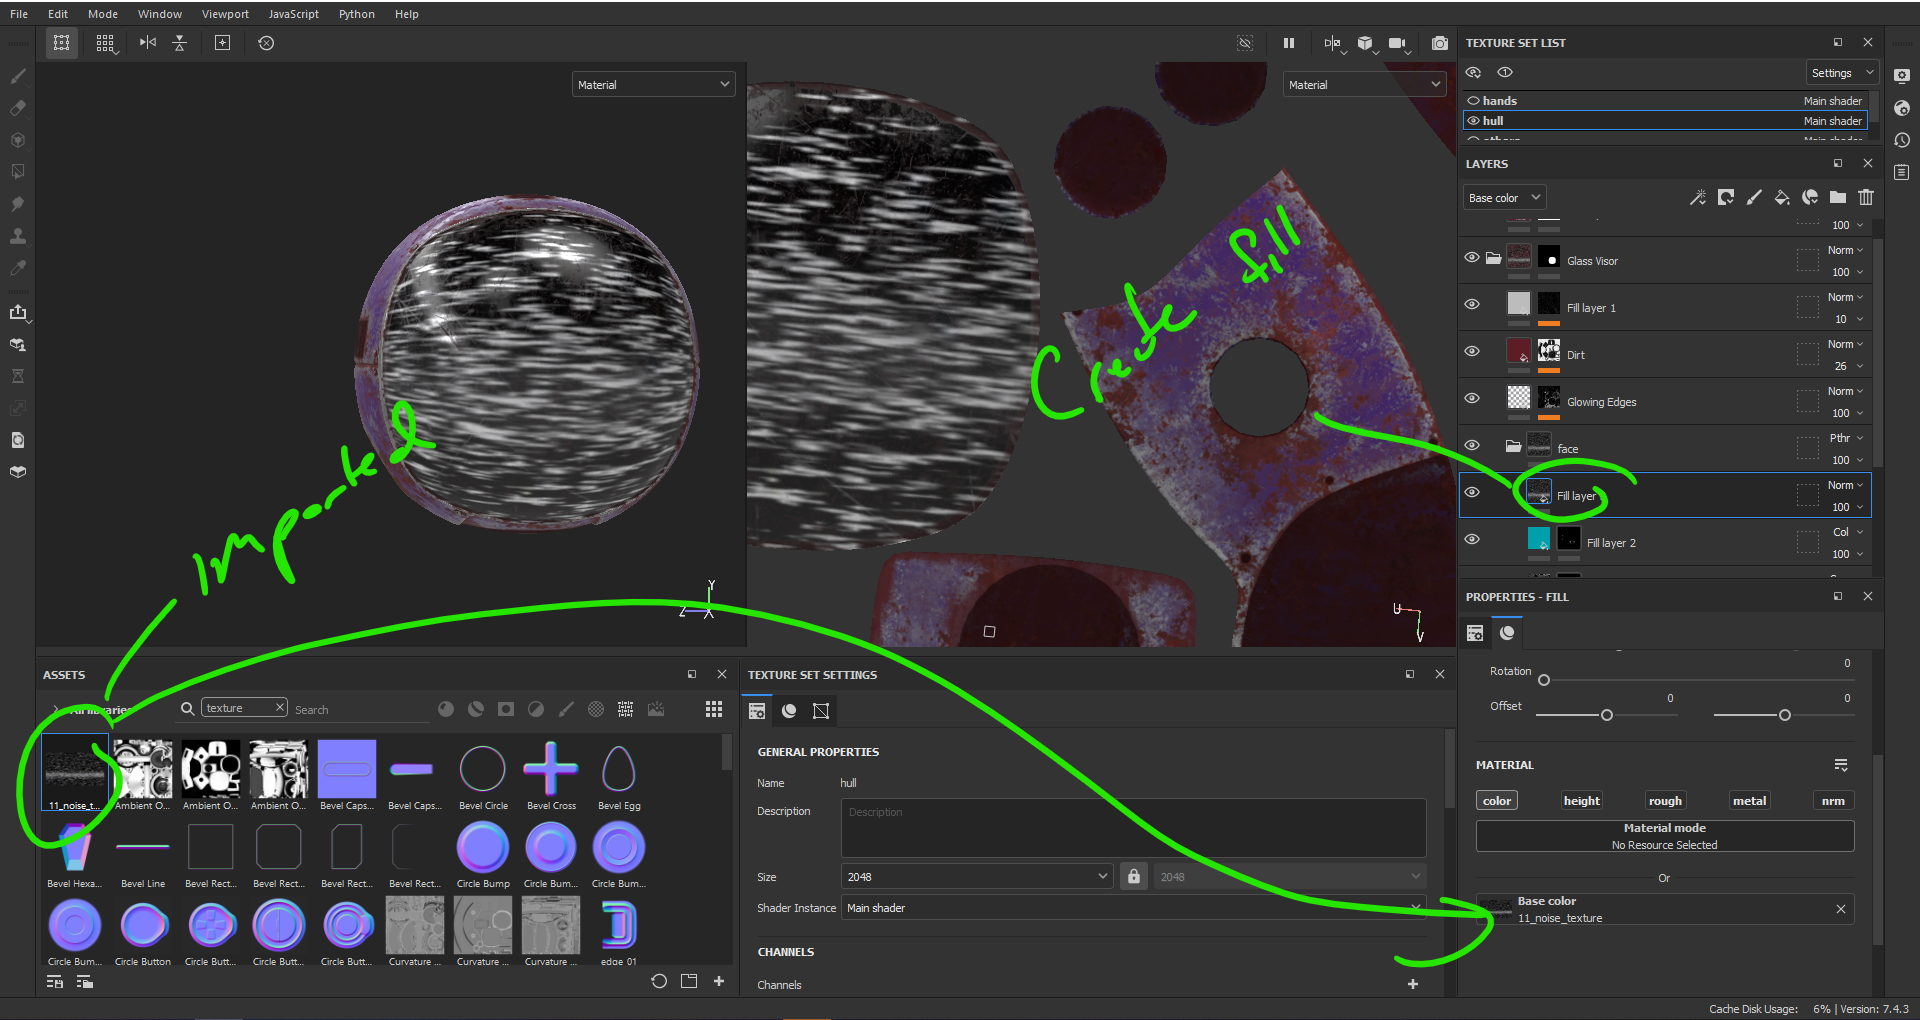 File Edit Mode Window Viewport JavaScript Python Help
Material
Material
TEXTURE SET LIST
Settings
hands Main shader
hull Main shader
LAYERS
Base color
100
Glass Visor Norm
100
Fill layer 1 Norm
10
Dirt Norm
26
Glowing Edges Norm
100
face Pthr
100
Fill layer Norm
100
Fill layer 2 Col
100
Create fill
imported
Y
Z X
U
V
PROPERTIES - FILL
Rotation 0
Offset 0 0
MATERIAL
color height rough metal nrm
Material mode
No Resource Selected
Or
Base color
11_noise_texture
ASSETS
All libraries texture Search
11_noise_t... Ambient O... Ambient O... Ambient O... Bevel Caps... Bevel Caps... Bevel Circle Bevel Cross Bevel Egg
Bevel Hexa... Bevel Line Bevel Rect... Bevel Rect... Bevel Rect... Bevel Rect... Circle Bump Circle Bum... Circle Bum...
Circle Bum... Circle Button Circle Butt... Circle Butt... Circle Butt... Curvature ... Curvature ... Curvature ... edge 01
TEXTURE SET SETTINGS
GENERAL PROPERTIES
Name hull
Description Description
Size 2048 2048
Shader Instance Main shader
CHANNELS
Channels
Cache Disk Usage: 6% | Version: 7.4.3